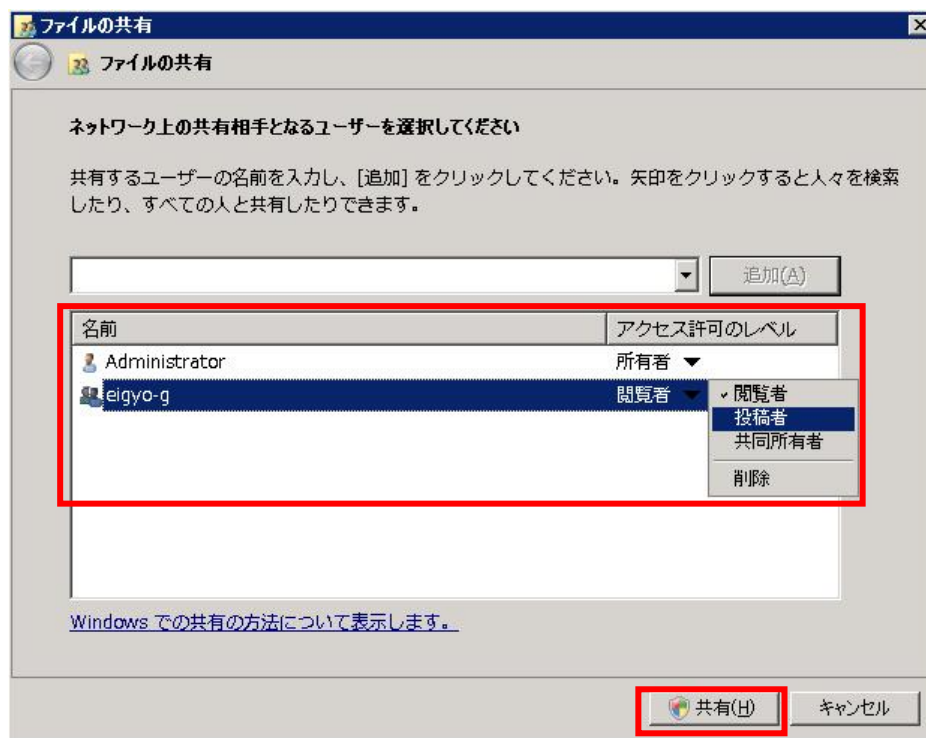 ファイルの共有
ファイルの共有
ネットワーク上の共有相手となるユーザーを選択してください
共有するユーザーの名前を入力し、[追加] をクリックしてください。矢印をクリックすると人々を検索
したり、すべての人と共有したりできます。
追加(A)
名前 アクセス許可のレベル
Administrator 所有者
eigyo-g 閲覧者
閲覧者
投稿者
共同所有者
削除
Windows での共有の方法について表示します。
共有(H) キャンセル